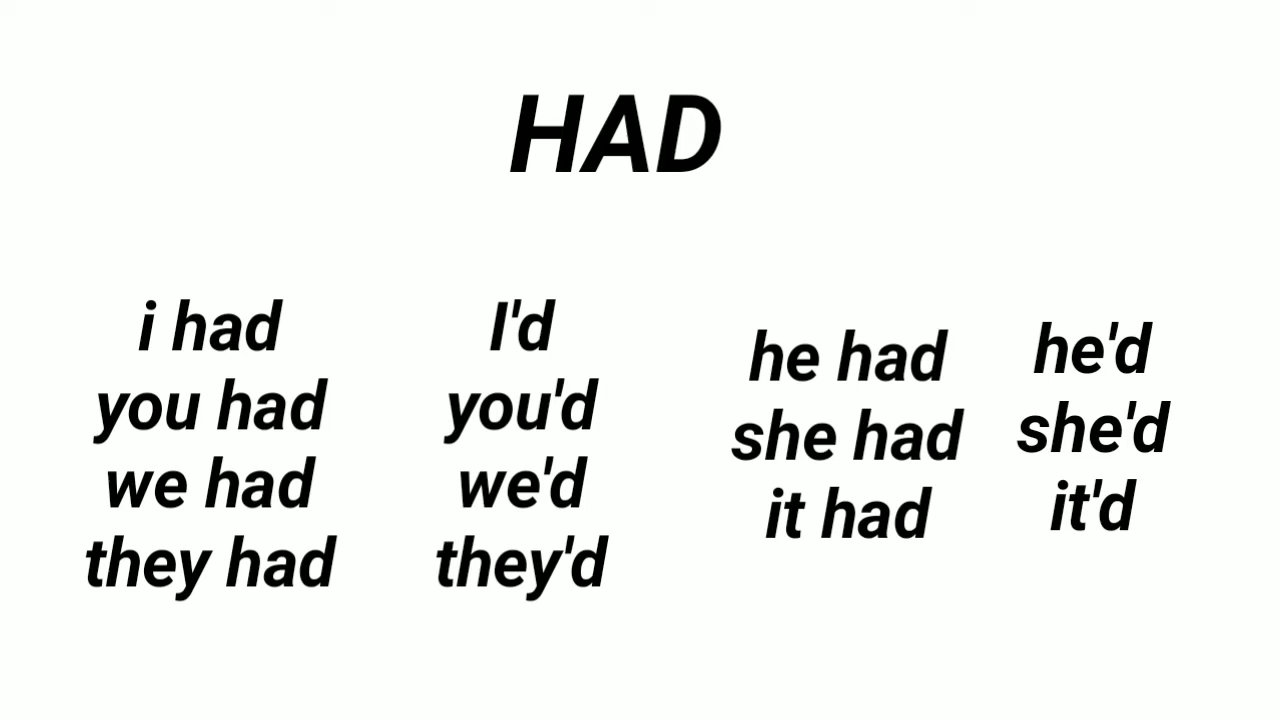 HAD
i had
you had
we had
they had
I'd
you'd
we'd
they'd
he had
she had
it had
he'd
she'd
it'd